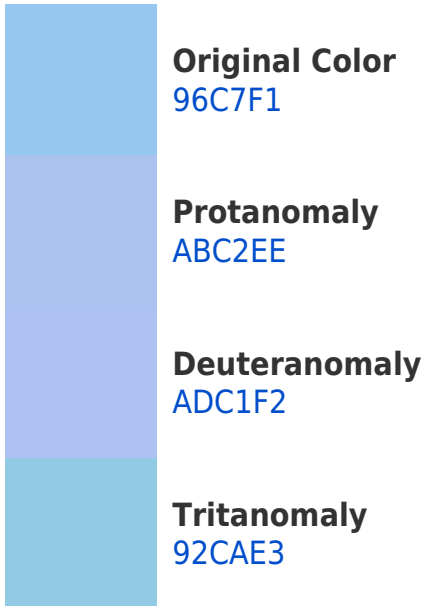 Original Color
96C7F1
Protanomaly
ABC2EE
Deuteranomaly
ADC1F2
Tritanomaly
92CAE3